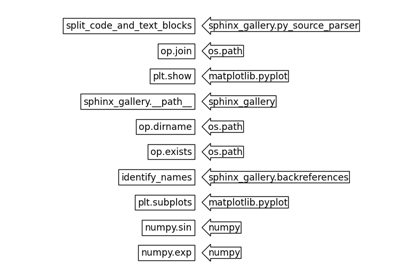 split_code_and_text_blocks sphinx_gallery.py_source_parser
op.join os.path
plt.show matplotlib.pyplot
sphinx_gallery.__path__ sphinx_gallery
op.dirname os.path
op.exists os.path
identify_names sphinx_gallery.backreferences
plt.subplots matplotlib.pyplot
numpy.sin numpy
numpy.exp numpy